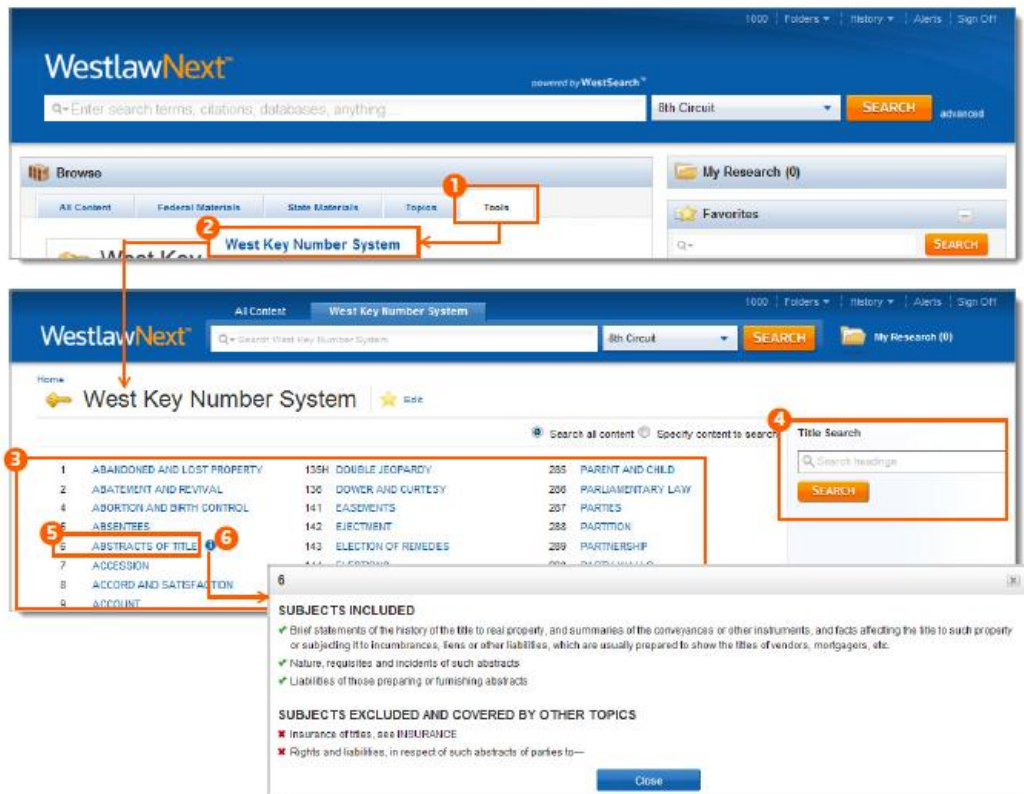 1000 Folders History Alerts Sign Off
WestlawNext™
powered by WestSearch™
Enter search terms, citations, databases, anything
8th Circuit
SEARCH
advanced
Browse
My Research (0)
1
All Content Federal Materials State Materials Topics Tools
Favorites
2
West Key Number System
SEARCH
West Key
1000 Folders History Alerts Sign Off
All Content West Key Number System
WestlawNext™
Search West Key Number System
8th Circuit
SEARCH
My Research (0)
Home
West Key Number System
Edit
4
Search all content Specify content to search
Title Search
3
Search headings
SEARCH
1 ABANDONED AND LOST PROPERTY 135H DOUBLE JEOPARDY 285 PARENT AND CHILD
2 ABATEMENT AND REVIVAL 136 DOWER AND CURTESY 286 PARLIAMENTARY LAW
4 ABORTION AND BIRTH CONTROL 141 EASEMENTS 287 PARTIES
5 ABSENTEES 142 EJECTMENT 288 PARTITION
5 6
6 ABSTRACTS OF TITLE 143 ELECTION OF REMEDIES 289 PARTNERSHIP
7 ACCESSION 144 ELECTIONS 290 PARTY WALLS
8 ACCORD AND SATISFACTION
9 ACCOUNT
6
SUBJECTS INCLUDED
Brief statements of the history of the title to real property, and summaries of the conveyances or other instruments, and facts affecting the title to such property
or subjecting it to incumbrances, liens or other liabilities, which are usually prepared to show the titles of vendors, mortgagers, etc.
Nature, requisites and incidents of such abstracts
Liabilities of those preparing or furnishing abstracts
SUBJECTS EXCLUDED AND COVERED BY OTHER TOPICS
Insurance of titles, see INSURANCE
Rights and liabilities, in respect of such abstracts of parties to—
Close